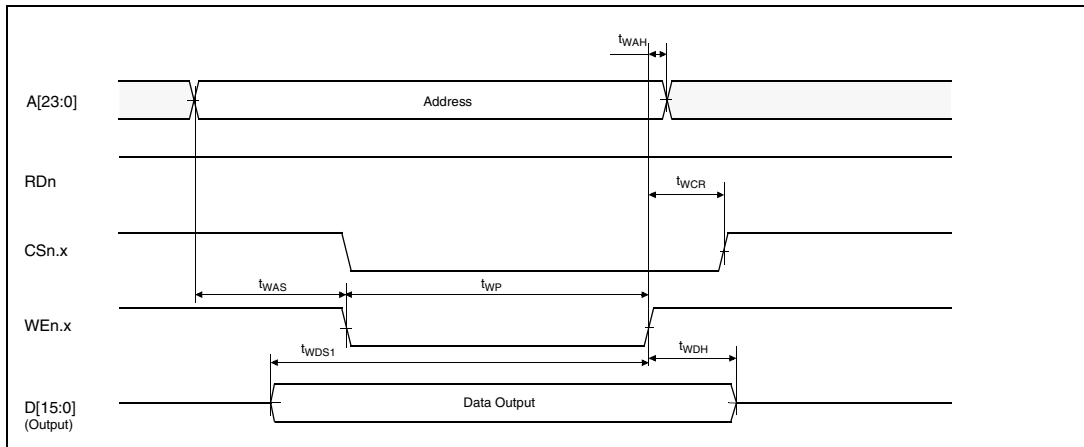 tWAH
A[23:0]
Address
RDn
tWCR
CSn.x
tWAS
tWP
WEn.x
tWDS1
tWDH
D[15:0]
(Output)
Data Output